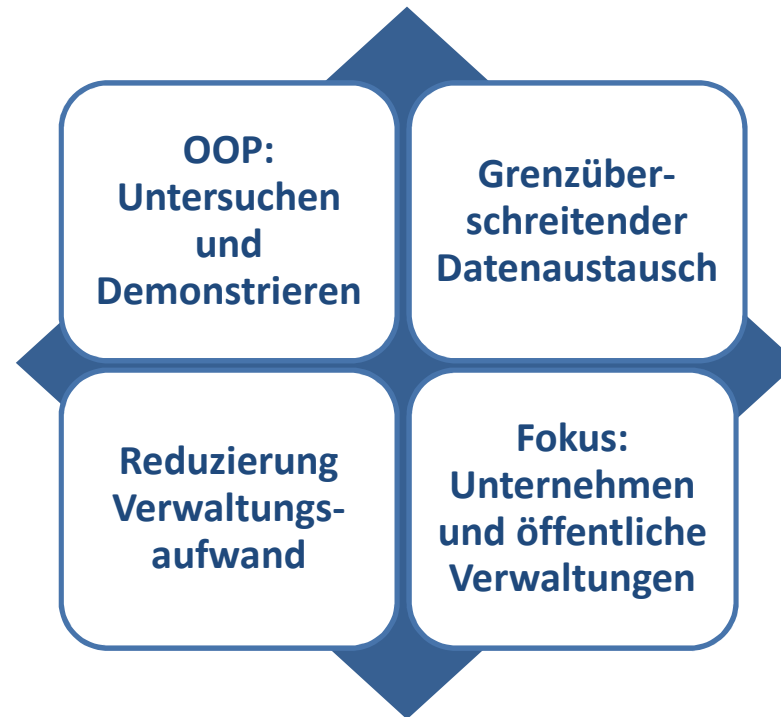 OOP:
Untersuchen
und
Demonstrieren
Grenzüber-
schreitender
Datenaustausch
Reduzierung
Verwaltungs-
aufwand
Fokus:
Unternehmen
und öffentliche
Verwaltungen